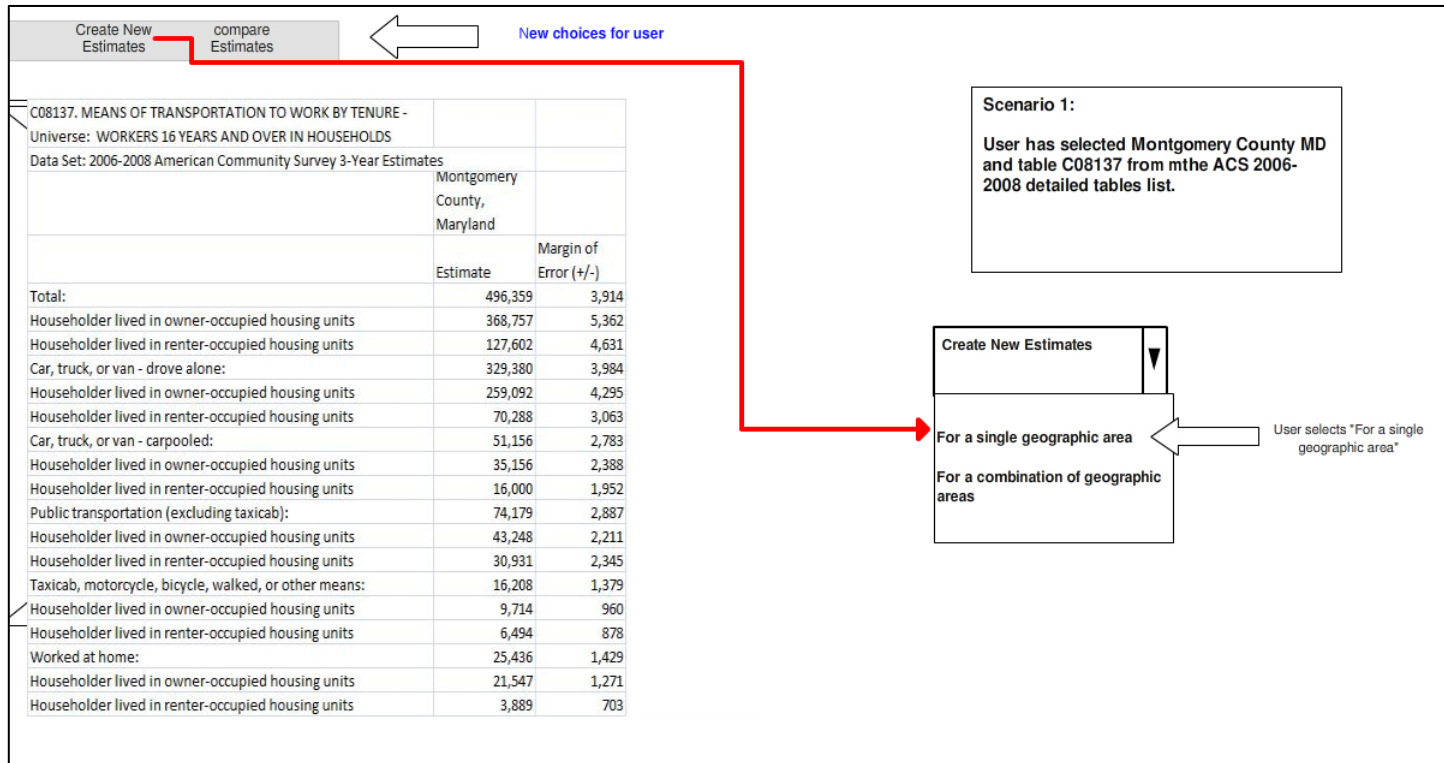 Create New
Estimates
compare
Estimates
New choices for user
C08137. MEANS OF TRANSPORTATION TO WORK BY TENURE -
Universe: WORKERS 16 YEARS AND OVER IN HOUSEHOLDS
Data Set: 2006-2008 American Community Survey 3-Year Estimates
Montgomery
County,
Maryland
Margin of
Estimate Error (+/-)
Total: 496,359 3,914
Householder lived in owner-occupied housing units 368,757 5,362
Householder lived in renter-occupied housing units 127,602 4,631
Car, truck, or van - drove alone: 329,380 3,984
Householder lived in owner-occupied housing units 259,092 4,295
Householder lived in renter-occupied housing units 70,288 3,063
Car, truck, or van - carpooled: 51,156 2,783
Householder lived in owner-occupied housing units 35,156 2,388
Householder lived in renter-occupied housing units 16,000 1,952
Public transportation (excluding taxicab): 74,179 2,887
Householder lived in owner-occupied housing units 43,248 2,211
Householder lived in renter-occupied housing units 30,931 2,345
Taxicab, motorcycle, bicycle, walked, or other means: 16,208 1,379
Householder lived in owner-occupied housing units 9,714 960
Householder lived in renter-occupied housing units 6,494 878
Worked at home: 25,436 1,429
Householder lived in owner-occupied housing units 21,547 1,271
Householder lived in renter-occupied housing units 3,889 703
Scenario 1:
User has selected Montgomery County MD
and table C08137 from mthe ACS 2006-
2008 detailed tables list.
Create New Estimates
For a single geographic area
For a combination of geographic
areas
User selects "For a single
geographic area"